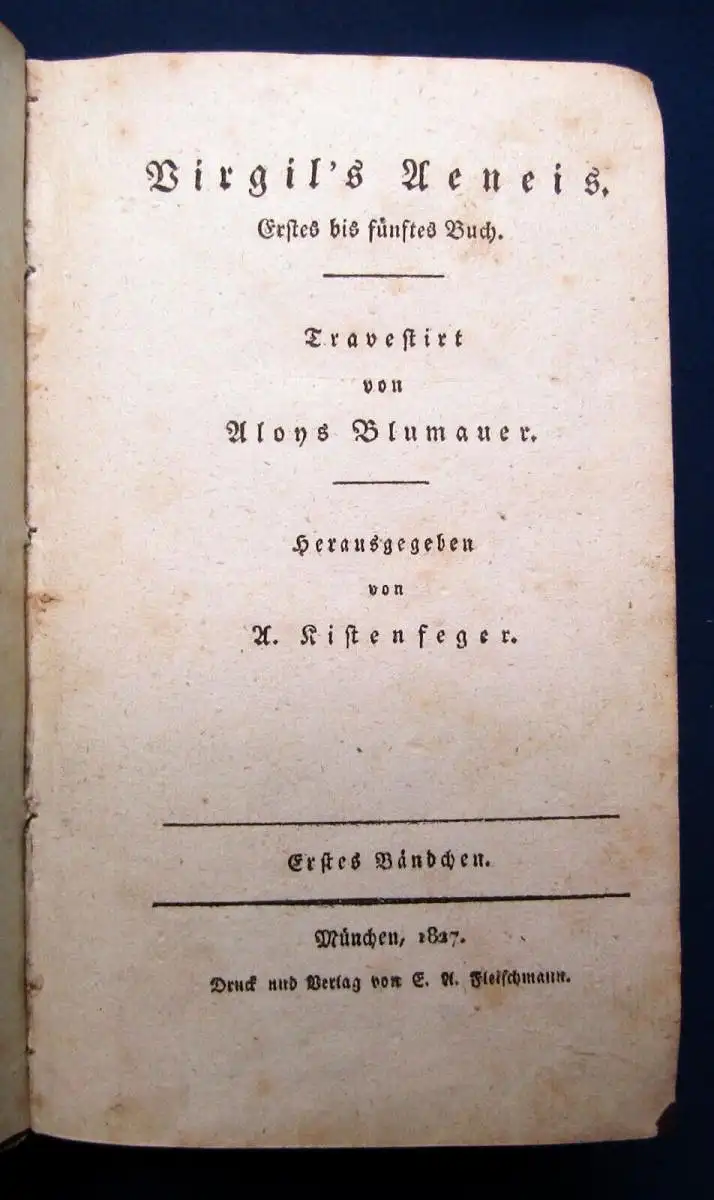 Virgil's Aeneis.
Erstes bis fünftes Buch.
Travestirt
von
Aloys Blumauer.
Herausgegeben
von
A. Kistenfeger.
Erstes Bändchen.
München, 1827.
Druck und Verlag von E. A. Fleischmann.